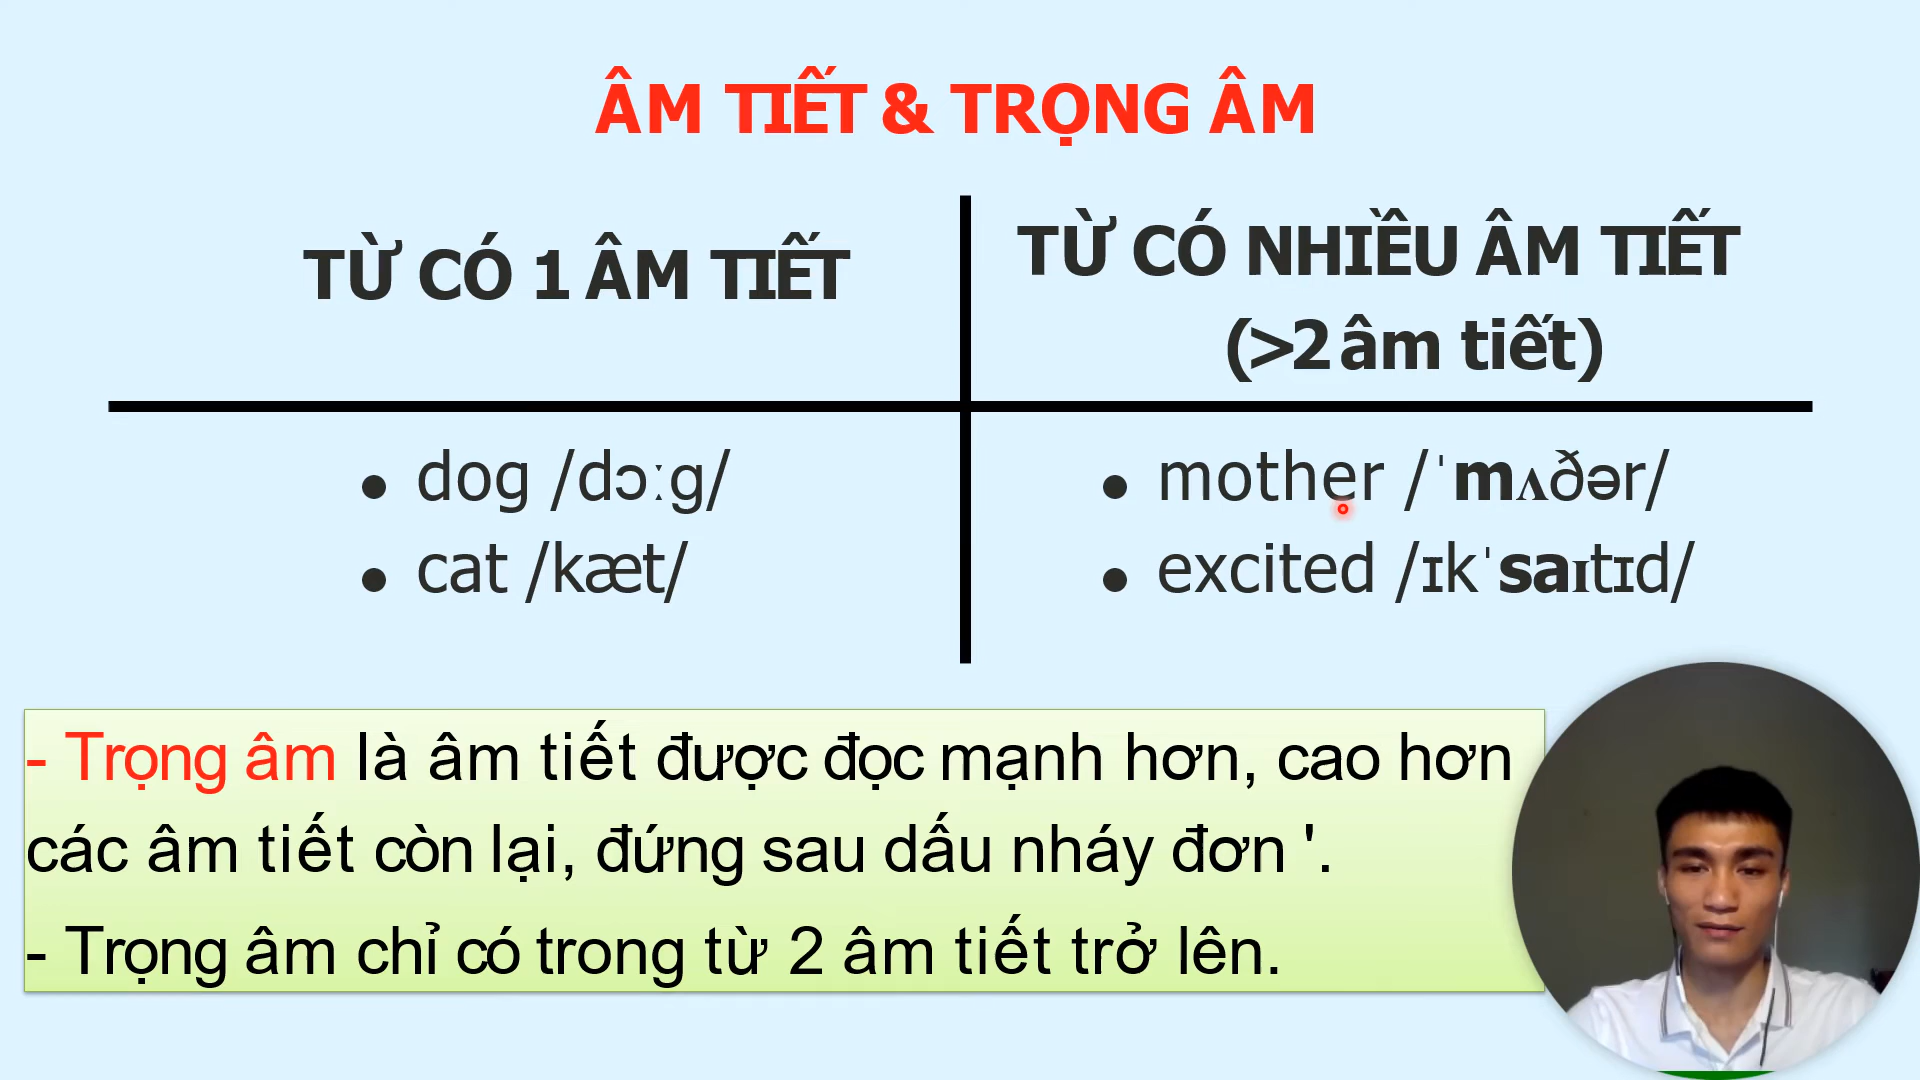 ÂM TIẾT & TRỌNG ÂM
TỪ CÓ 1 ÂM TIẾT
TỪ CÓ NHIỀU ÂM TIẾT
(>2 âm tiết)
• dog /dɔːg/
• cat /kæt/
• mother /ˈmʌðər/
• excited /ɪkˈsaɪtɪd/
- Trọng âm là âm tiết được đọc mạnh hơn, cao hơn
các âm tiết còn lại, đứng sau dấu nháy đơn '.
- Trọng âm chỉ có trong từ 2 âm tiết trở lên.